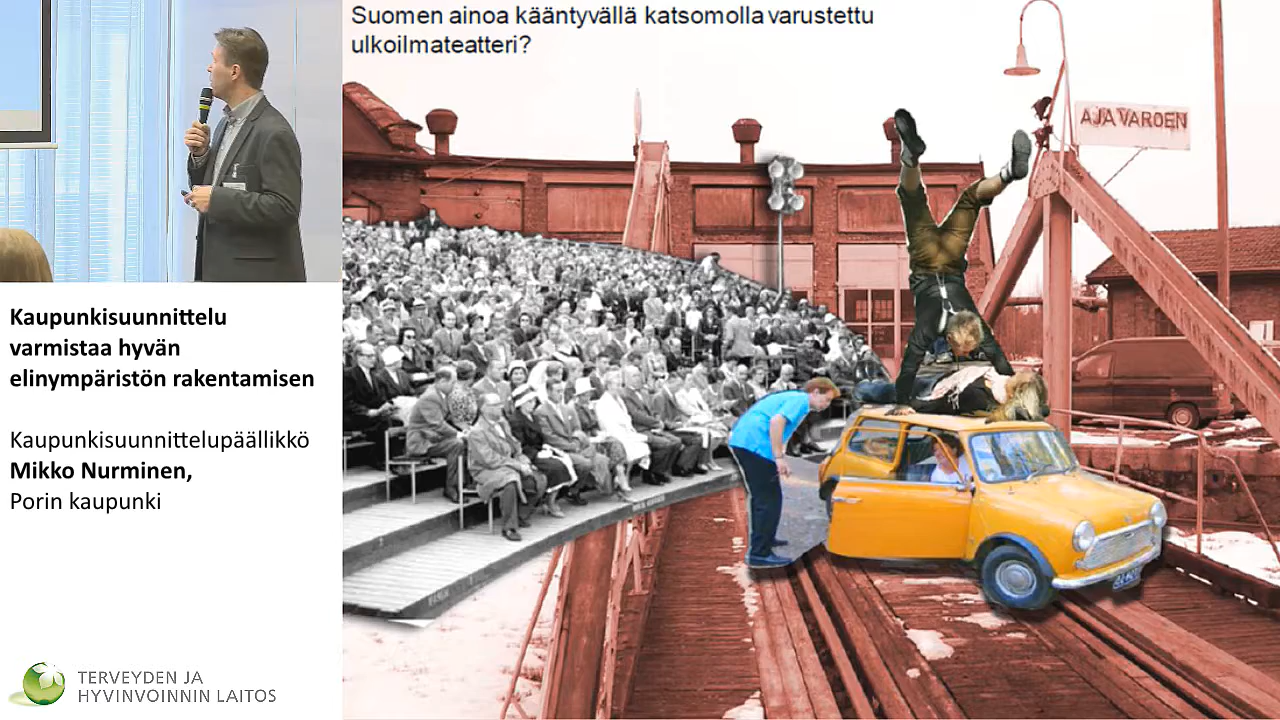 Suomen ainoa kääntyvällä katsomolla varustettu
ulkoilmateatteri?
AJA VAROEN
Kaupunkisuunnittelu
varmistaa hyvän
elinympäristön rakentamisen
Kaupunkisuunnittelupäällikkö
Mikko Nurminen,
Porin kaupunki
TERVEYDEN JA
HYVINVOINNIN LAITOS